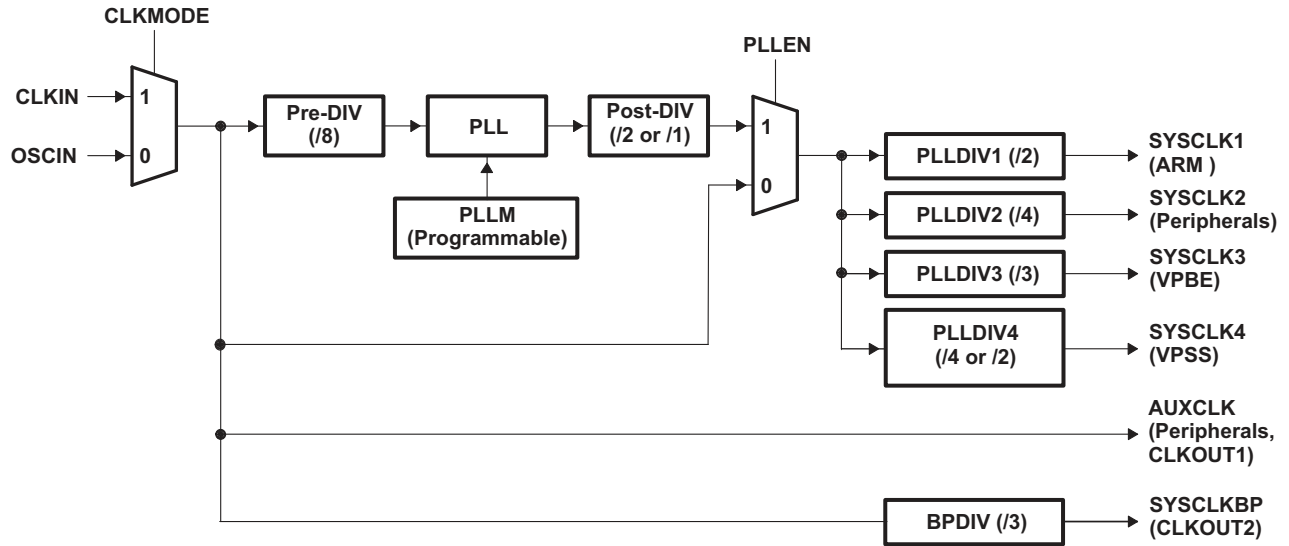 CLKMODE
CLKIN
1
OSCIN
0
Pre-DIV
(/8)
PLL
Post-DIV
(/2 or /1)
PLLM
(Programmable)
PLLEN
1
0
PLLDIV1 (/2)
SYSCLK1
(ARM )
PLLDIV2 (/4)
SYSCLK2
(Peripherals)
PLLDIV3 (/3)
SYSCLK3
(VPBE)
PLLDIV4
(/4 or /2)
SYSCLK4
(VPSS)
AUXCLK
(Peripherals,
CLKOUT1)
BPDIV (/3)
SYSCLKBP
(CLKOUT2)